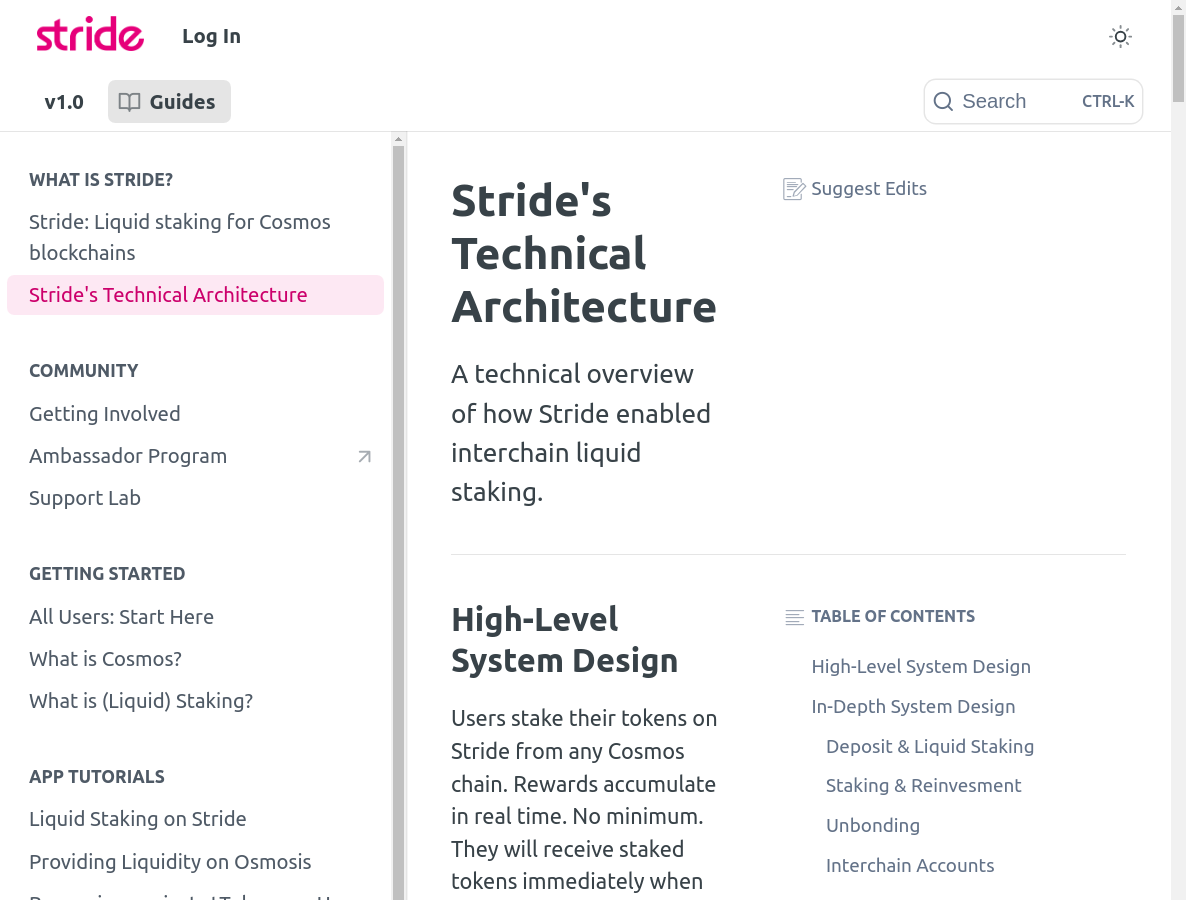 stride
Log In
v1.0
Guides
Search
CTRL-K
WHAT IS STRIDE?
Stride: Liquid staking for Cosmos
blockchains
Stride's Technical Architecture
COMMUNITY
Getting Involved
Ambassador Program
Support Lab
GETTING STARTED
All Users: Start Here
What is Cosmos?
What is (Liquid) Staking?
APP TUTORIALS
Liquid Staking on Stride
Providing Liquidity on Osmosis
Stride's
Technical
Architecture
A technical overview
of how Stride enabled
interchain liquid
staking.
Suggest Edits
High-Level
System Design
Users stake their tokens on
Stride from any Cosmos
chain. Rewards accumulate
in real time. No minimum.
They will receive staked
tokens immediately when
TABLE OF CONTENTS
High-Level System Design
In-Depth System Design
Deposit & Liquid Staking
Staking & Reinvesment
Unbonding
Interchain Accounts